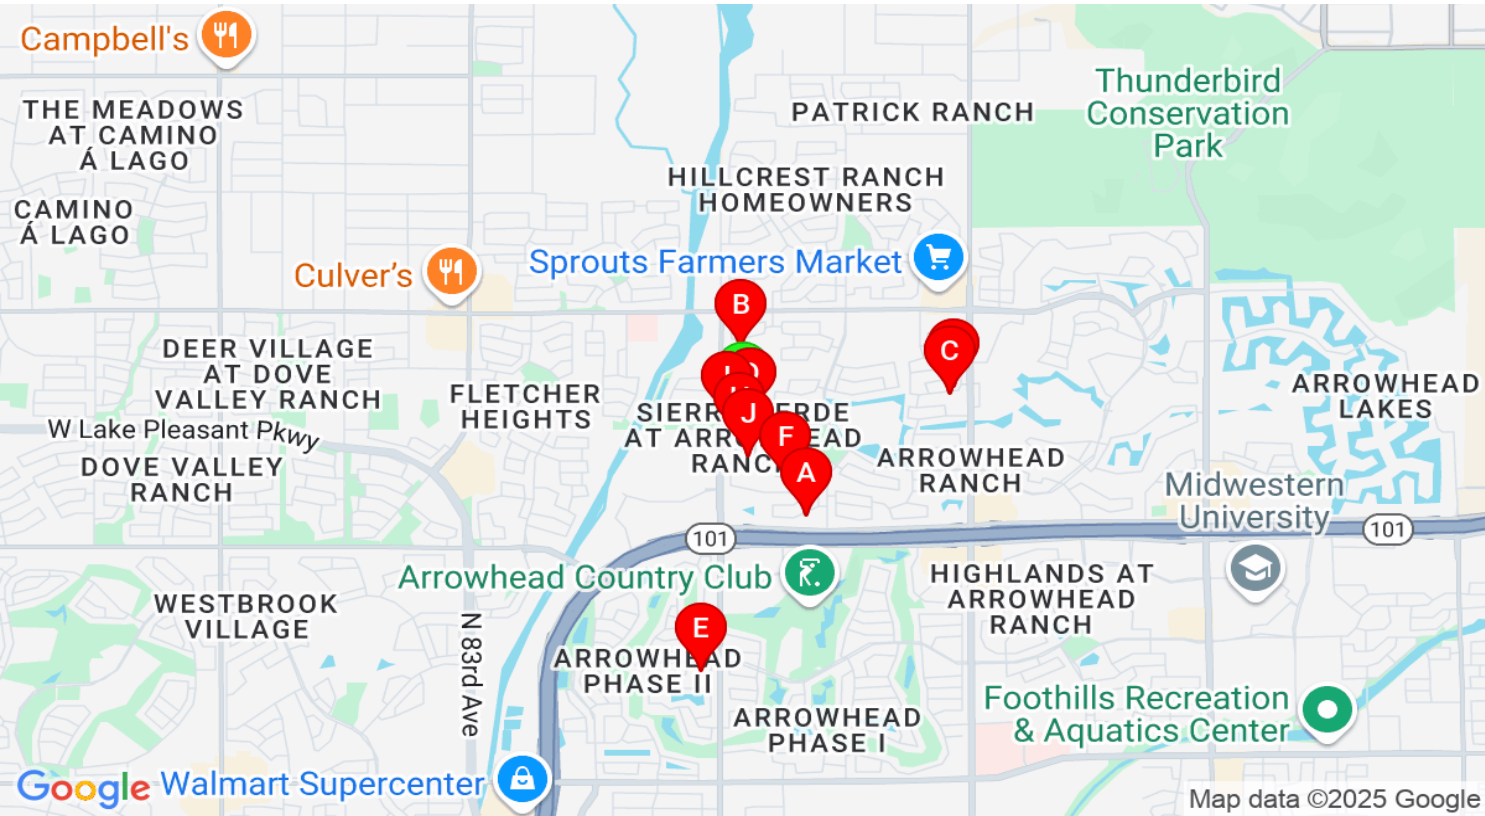 Campbell's
THE MEADOWS
AT CAMINO
Á LAGO
CAMINO
Á LAGO
Thunderbird
Conservation
Park
PATRICK RANCH
HILLCREST RANCH
HOMEOWNERS
Sprouts Farmers Market
Culver's
B
C
DEER VILLAGE
AT DOVE
VALLEY RANCH
FLETCHER
HEIGHTS
J
F
A
ARROWHEAD
LAKES
W Lake Pleasant Pkwy
DOVE VALLEY
RANCH
ARROWHEAD
RANCH
Midwestern
University
101
101
Arrowhead Country Club
HIGHLANDS AT
ARROWHEAD
RANCH
WESTBROOK
VILLAGE
N 83rd Ave
E
PHASE II
ARROWHEAD
PHASE I
Foothills Recreation
& Aquatics Center
Google
Walmart Supercenter
Map data ©2025 Google